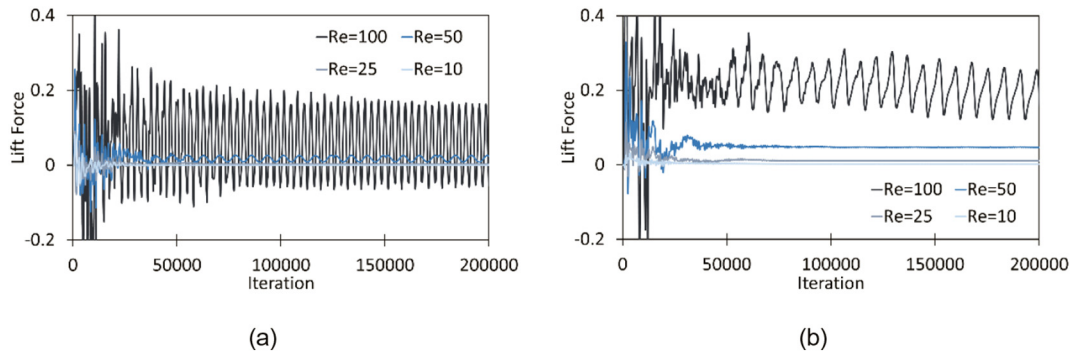 0.4
Re=100 Re=50
Re=25 Re=10
0.2
0
-0.2
Lift Force
0 50000 100000 150000 200000
Iteration
(a)
0.4
0.2
0
-0.2
Lift Force
Re=100 Re=50
Re=25 Re=10
0 50000 100000 150000 200000
Iteration
(b)